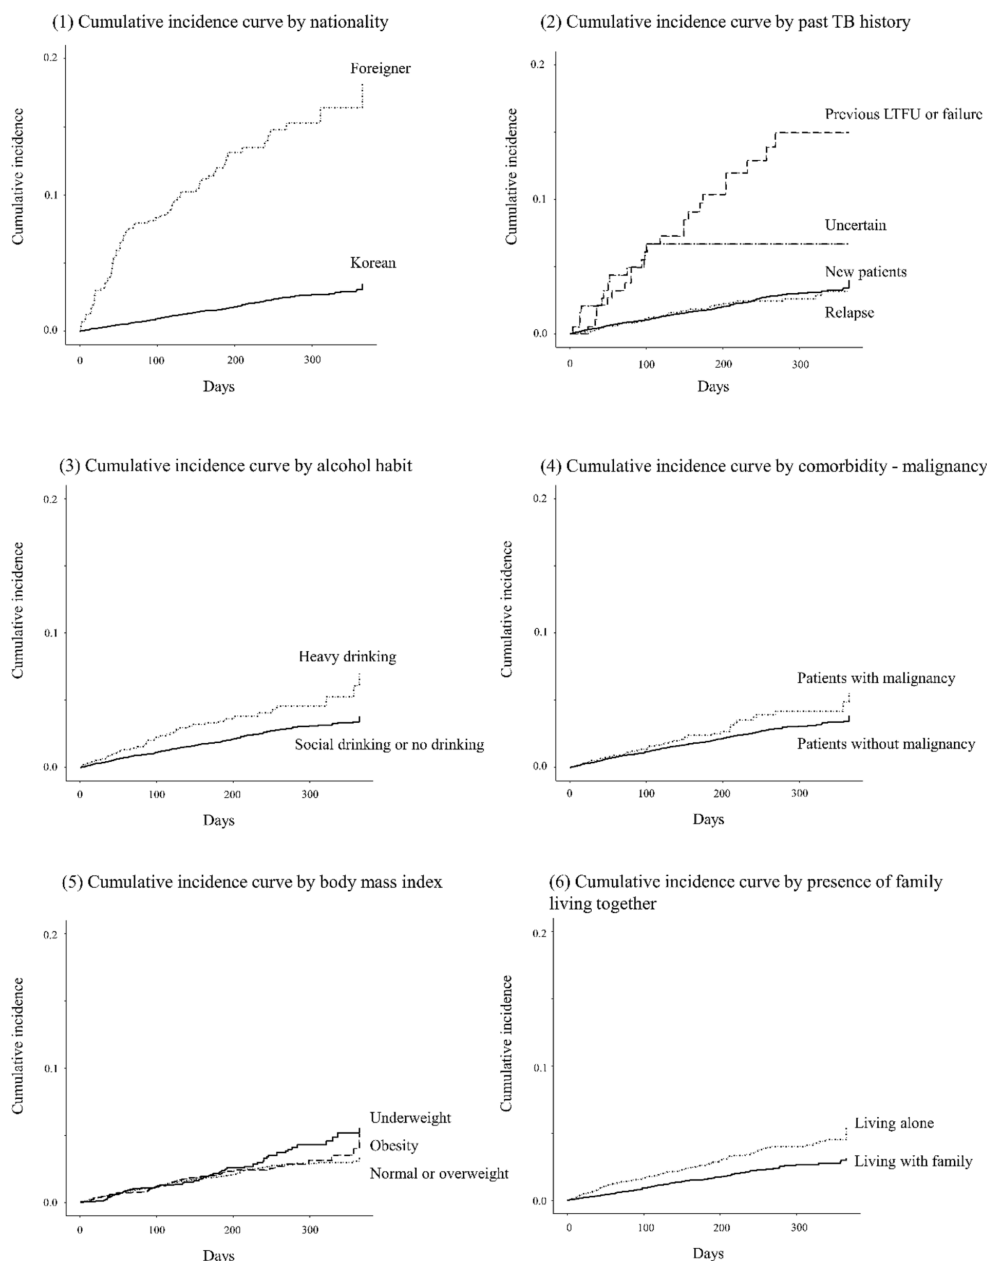 (1) Cumulative incidence curve by nationality
Cumulative incidence
0.2
0.1
0.0
Foreigner
Korean
0 100 200 300
Days
(2) Cumulative incidence curve by past TB history
Cumulative incidence
0.2
0.1
0.0
Previous LTFU or failure
Uncertain
New patients
Relapse
0 100 200 300
Days
(3) Cumulative incidence curve by alcohol habit
Cumulative incidence
0.2
0.1
0.0
Heavy drinking
Social drinking or no drinking
0 100 200 300
Days
(4) Cumulative incidence curve by comorbidity - malignancy
Cumulative incidence
0.2
0.1
0.0
Patients with malignancy
Patients without malignancy
0 100 200 300
Days
(5) Cumulative incidence curve by body mass index
Cumulative incidence
0.2
0.1
0.0
Underweight
Obesity
Normal or overweight
0 100 200 300
Days
(6) Cumulative incidence curve by presence of family
living together
Cumulative incidence
0.2
0.1
0.0
Living alone
Living with family
0 100 200 300
Days